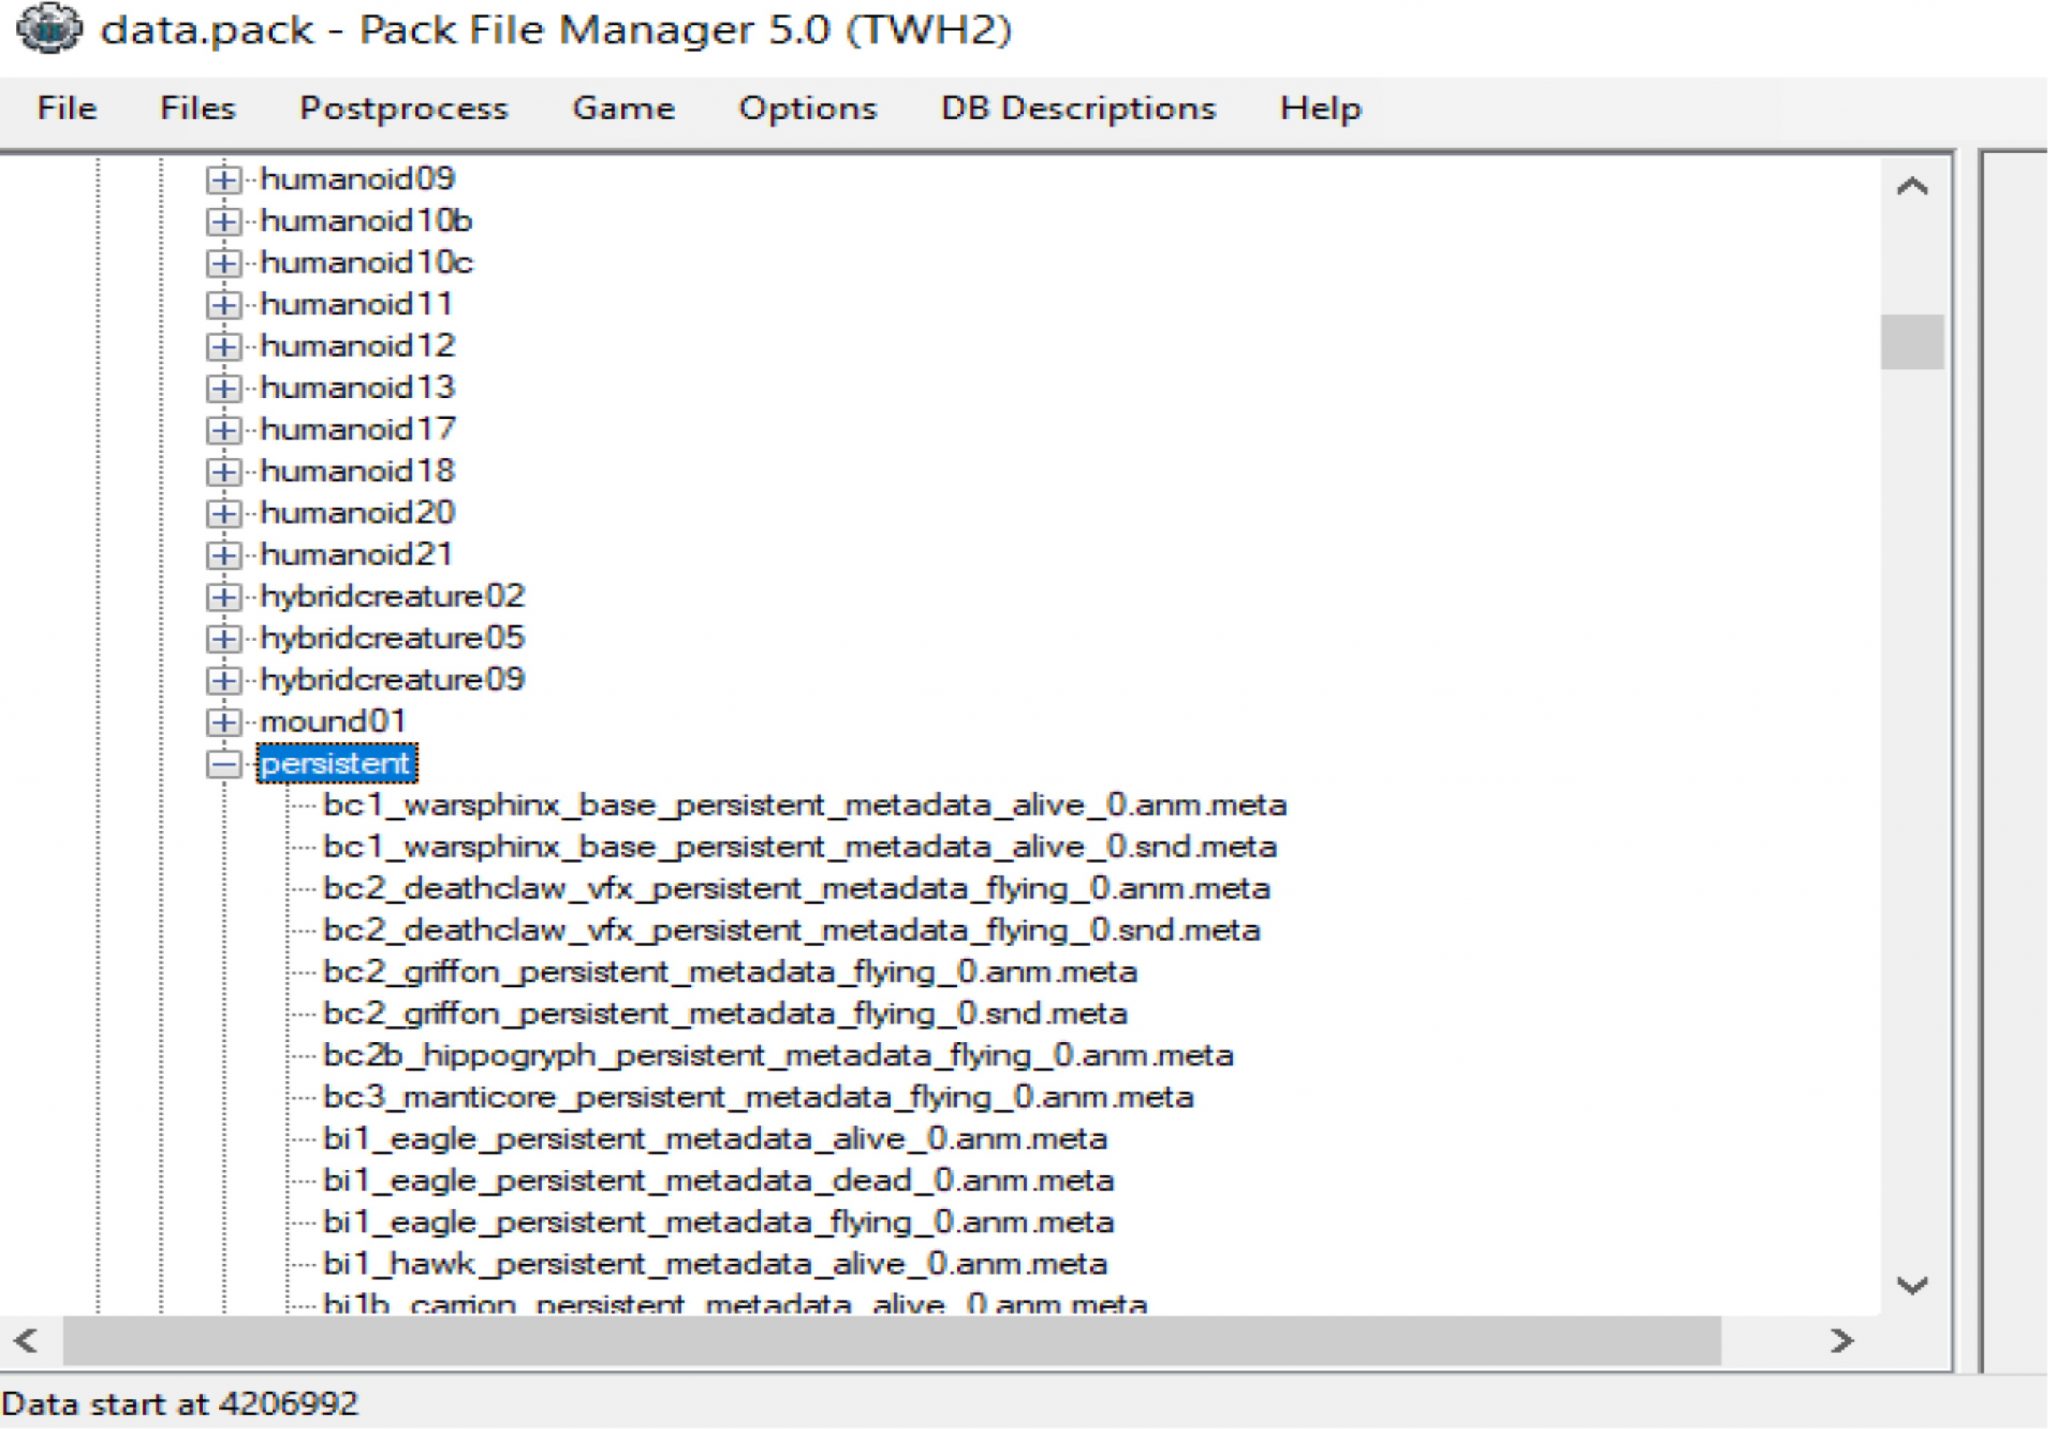 data.pack - Pack File Manager 5.0 (TWH2)
File Files Postprocess Game Options DB Descriptions Help
humanoid09
humanoid10b
humanoid10c
humanoid11
humanoid12
humanoid13
humanoid17
humanoid18
humanoid20
humanoid21
hybridcreature02
hybridcreature05
hybridcreature09
mound01
persistent
bc1_warsphinx_base_persistent_metadata_alive_0.anm.meta
bc1_warsphinx_base_persistent_metadata_alive_0.snd.meta
bc2_deathclaw_vfx_persistent_metadata_flying_0.anm.meta
bc2_deathclaw_vfx_persistent_metadata_flying_0.snd.meta
bc2_griffon_persistent_metadata_flying_0.anm.meta
bc2_griffon_persistent_metadata_flying_0.snd.meta
bc2b_hippogryph_persistent_metadata_flying_0.anm.meta
bc3_manticore_persistent_metadata_flying_0.anm.meta
bi1_eagle_persistent_metadata_alive_0.anm.meta
bi1_eagle_persistent_metadata_dead_0.anm.meta
bi1_eagle_persistent_metadata_flying_0.anm.meta
bi1_hawk_persistent_metadata_alive_0.anm.meta
bi1b_carrion_persistent_metadata_alive_0.anm.meta
Data start at 4206992